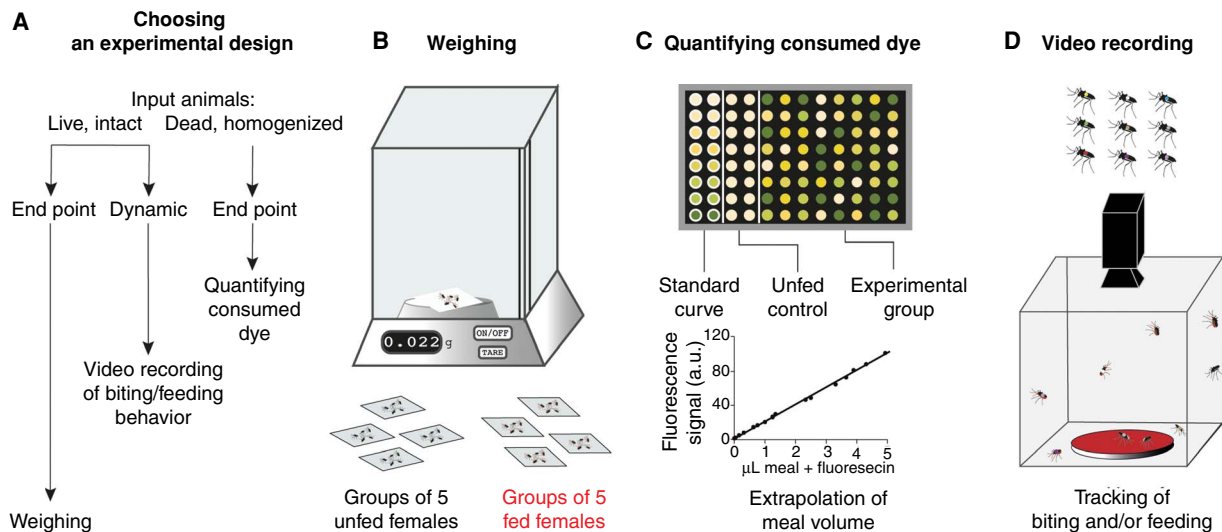 A
Choosing
an experimental design
Input animals:
Live, intact Dead, homogenized
End point Dynamic End point
Quantifying
consumed
dye
Video recording
of biting/feeding
behavior
Weighing
B Weighing
0.022 g
ON/OFF
TARE
Groups of 5
unfed females
Groups of 5
fed females
C Quantifying consumed dye
Standard
curve
Unfed
control
Experimental
group
Fluorescence
signal (a.u.)
120
80
40
0
0 1 2 3 4 5
μL meal + fluoresecin
Extrapolation of
meal volume
D Video recording
Tracking of
biting and/or feeding